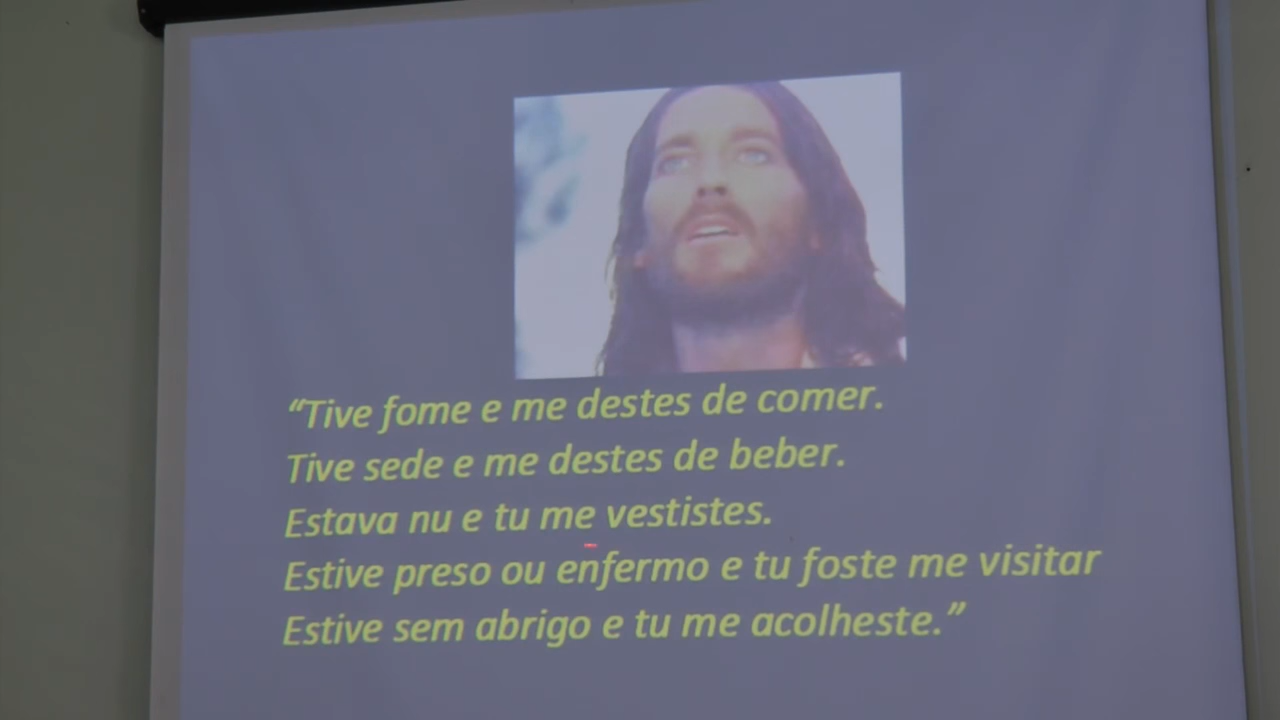 “Tive fome e me destes de comer.
Tive sede e me destes de beber.
Estava nu e tu me vestistes.
Estive preso ou enfermo e tu foste me visitar
Estive sem abrigo e tu me acolheste.”